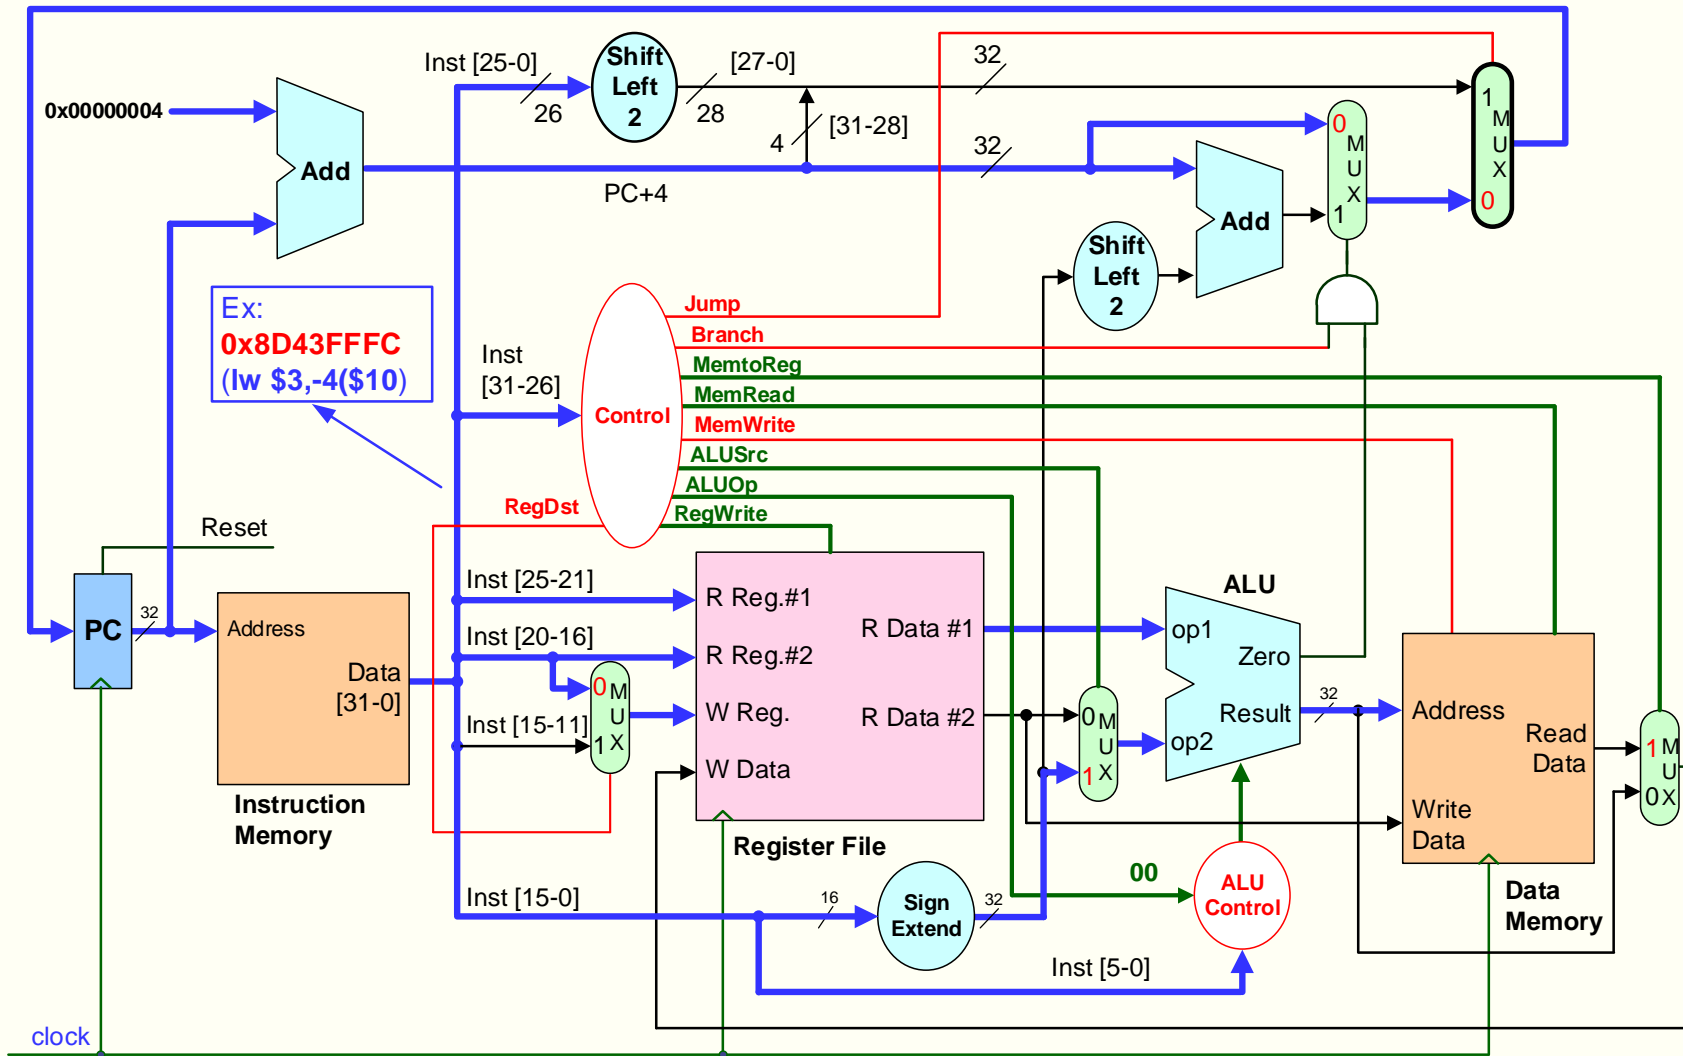 Inst [25-0]
Shift
Left
2
[27-0]
32
26
28
4
[31-28]
0x00000004
Add
PC+4
32
1
M
U
X
0
0
M
U
X
1
Add
Shift
Left
2
Ex:
0x8D43FFFC
(lw $3,-4($10)
Inst
[31-26]
Control
Jump
Branch
MemtoReg
MemRead
MemWrite
ALUSrc
ALUOp
RegWrite
RegDst
Reset
PC
32
Address
Data
[31-0]
Instruction
Memory
Inst [25-21]
Inst [20-16]
Inst [15-11]
0
M
U
1 X
R Reg.#1
R Reg.#2
W Reg.
W Data
R Data #1
R Data #2
Register File
0 M
U
1 X
ALU
op1
Zero
Result
op2
32
Address
Read
Data
Write
Data
Data
Memory
1 M
U
0 X
Inst [15-0]
16
Sign
Extend
32
00
ALU
Control
Inst [5-0]
clock